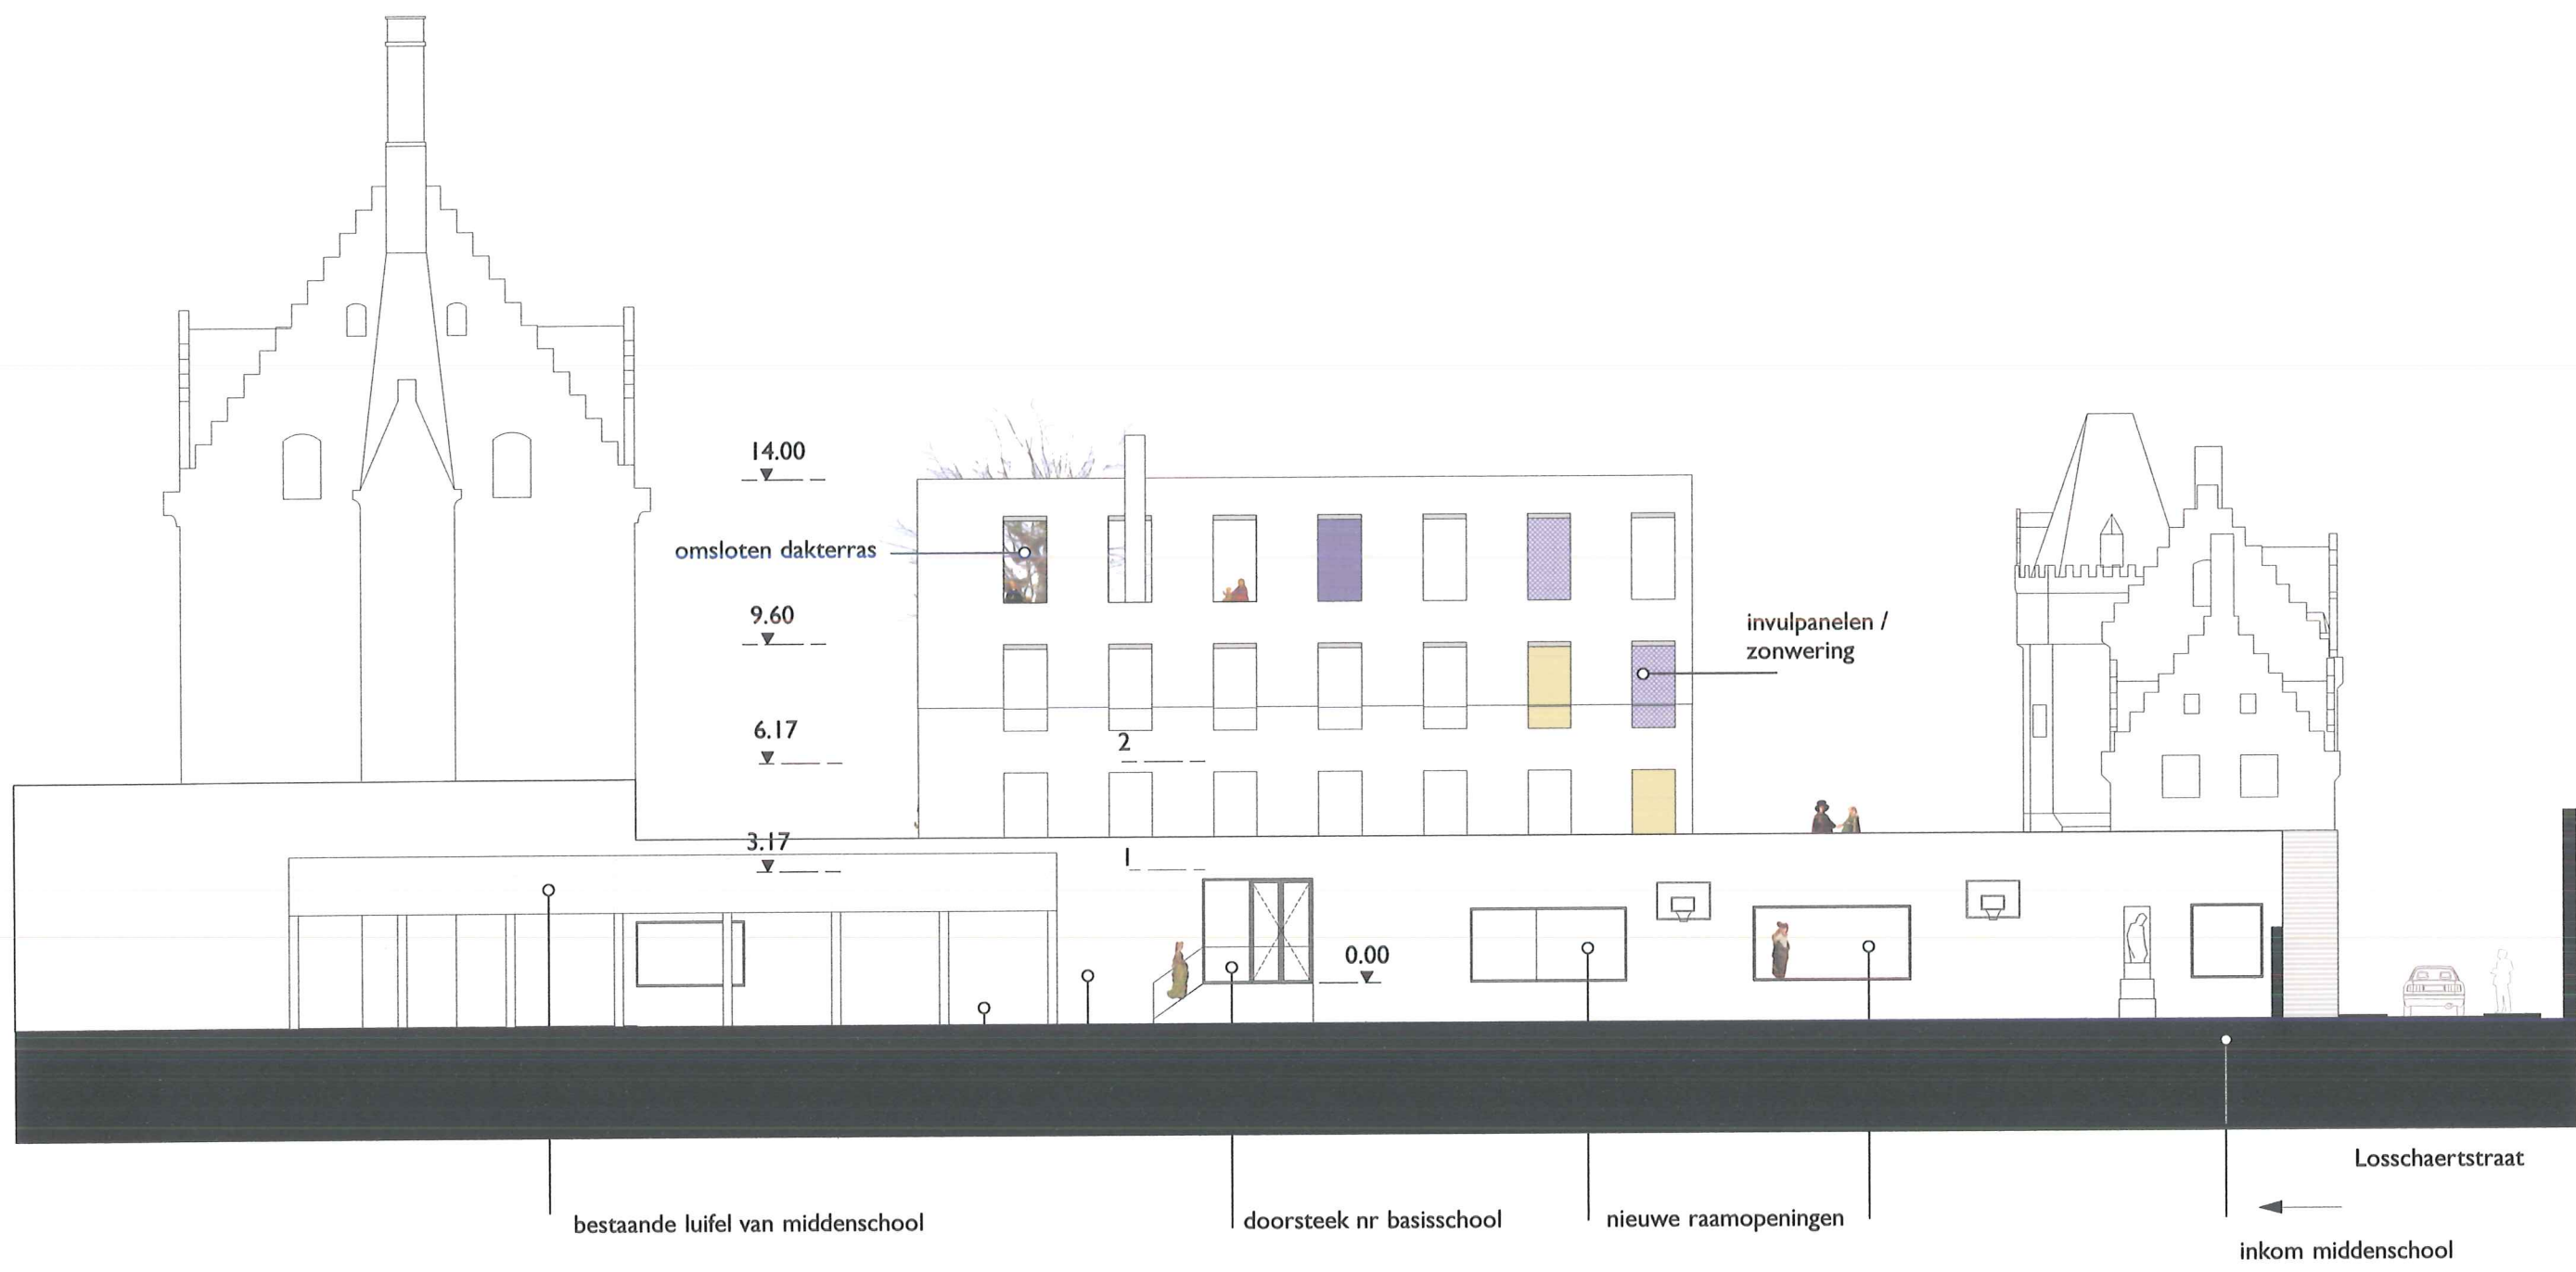 14.00
omsloten dakterras
9.60
invulpanelen /
zonwering
6.17
2
3.17
1
0.00
Losschaertstraat
bestaande luifel van middenschool
doorsteek nr basisschool
nieuwe raamopeningen
inkom middenschool